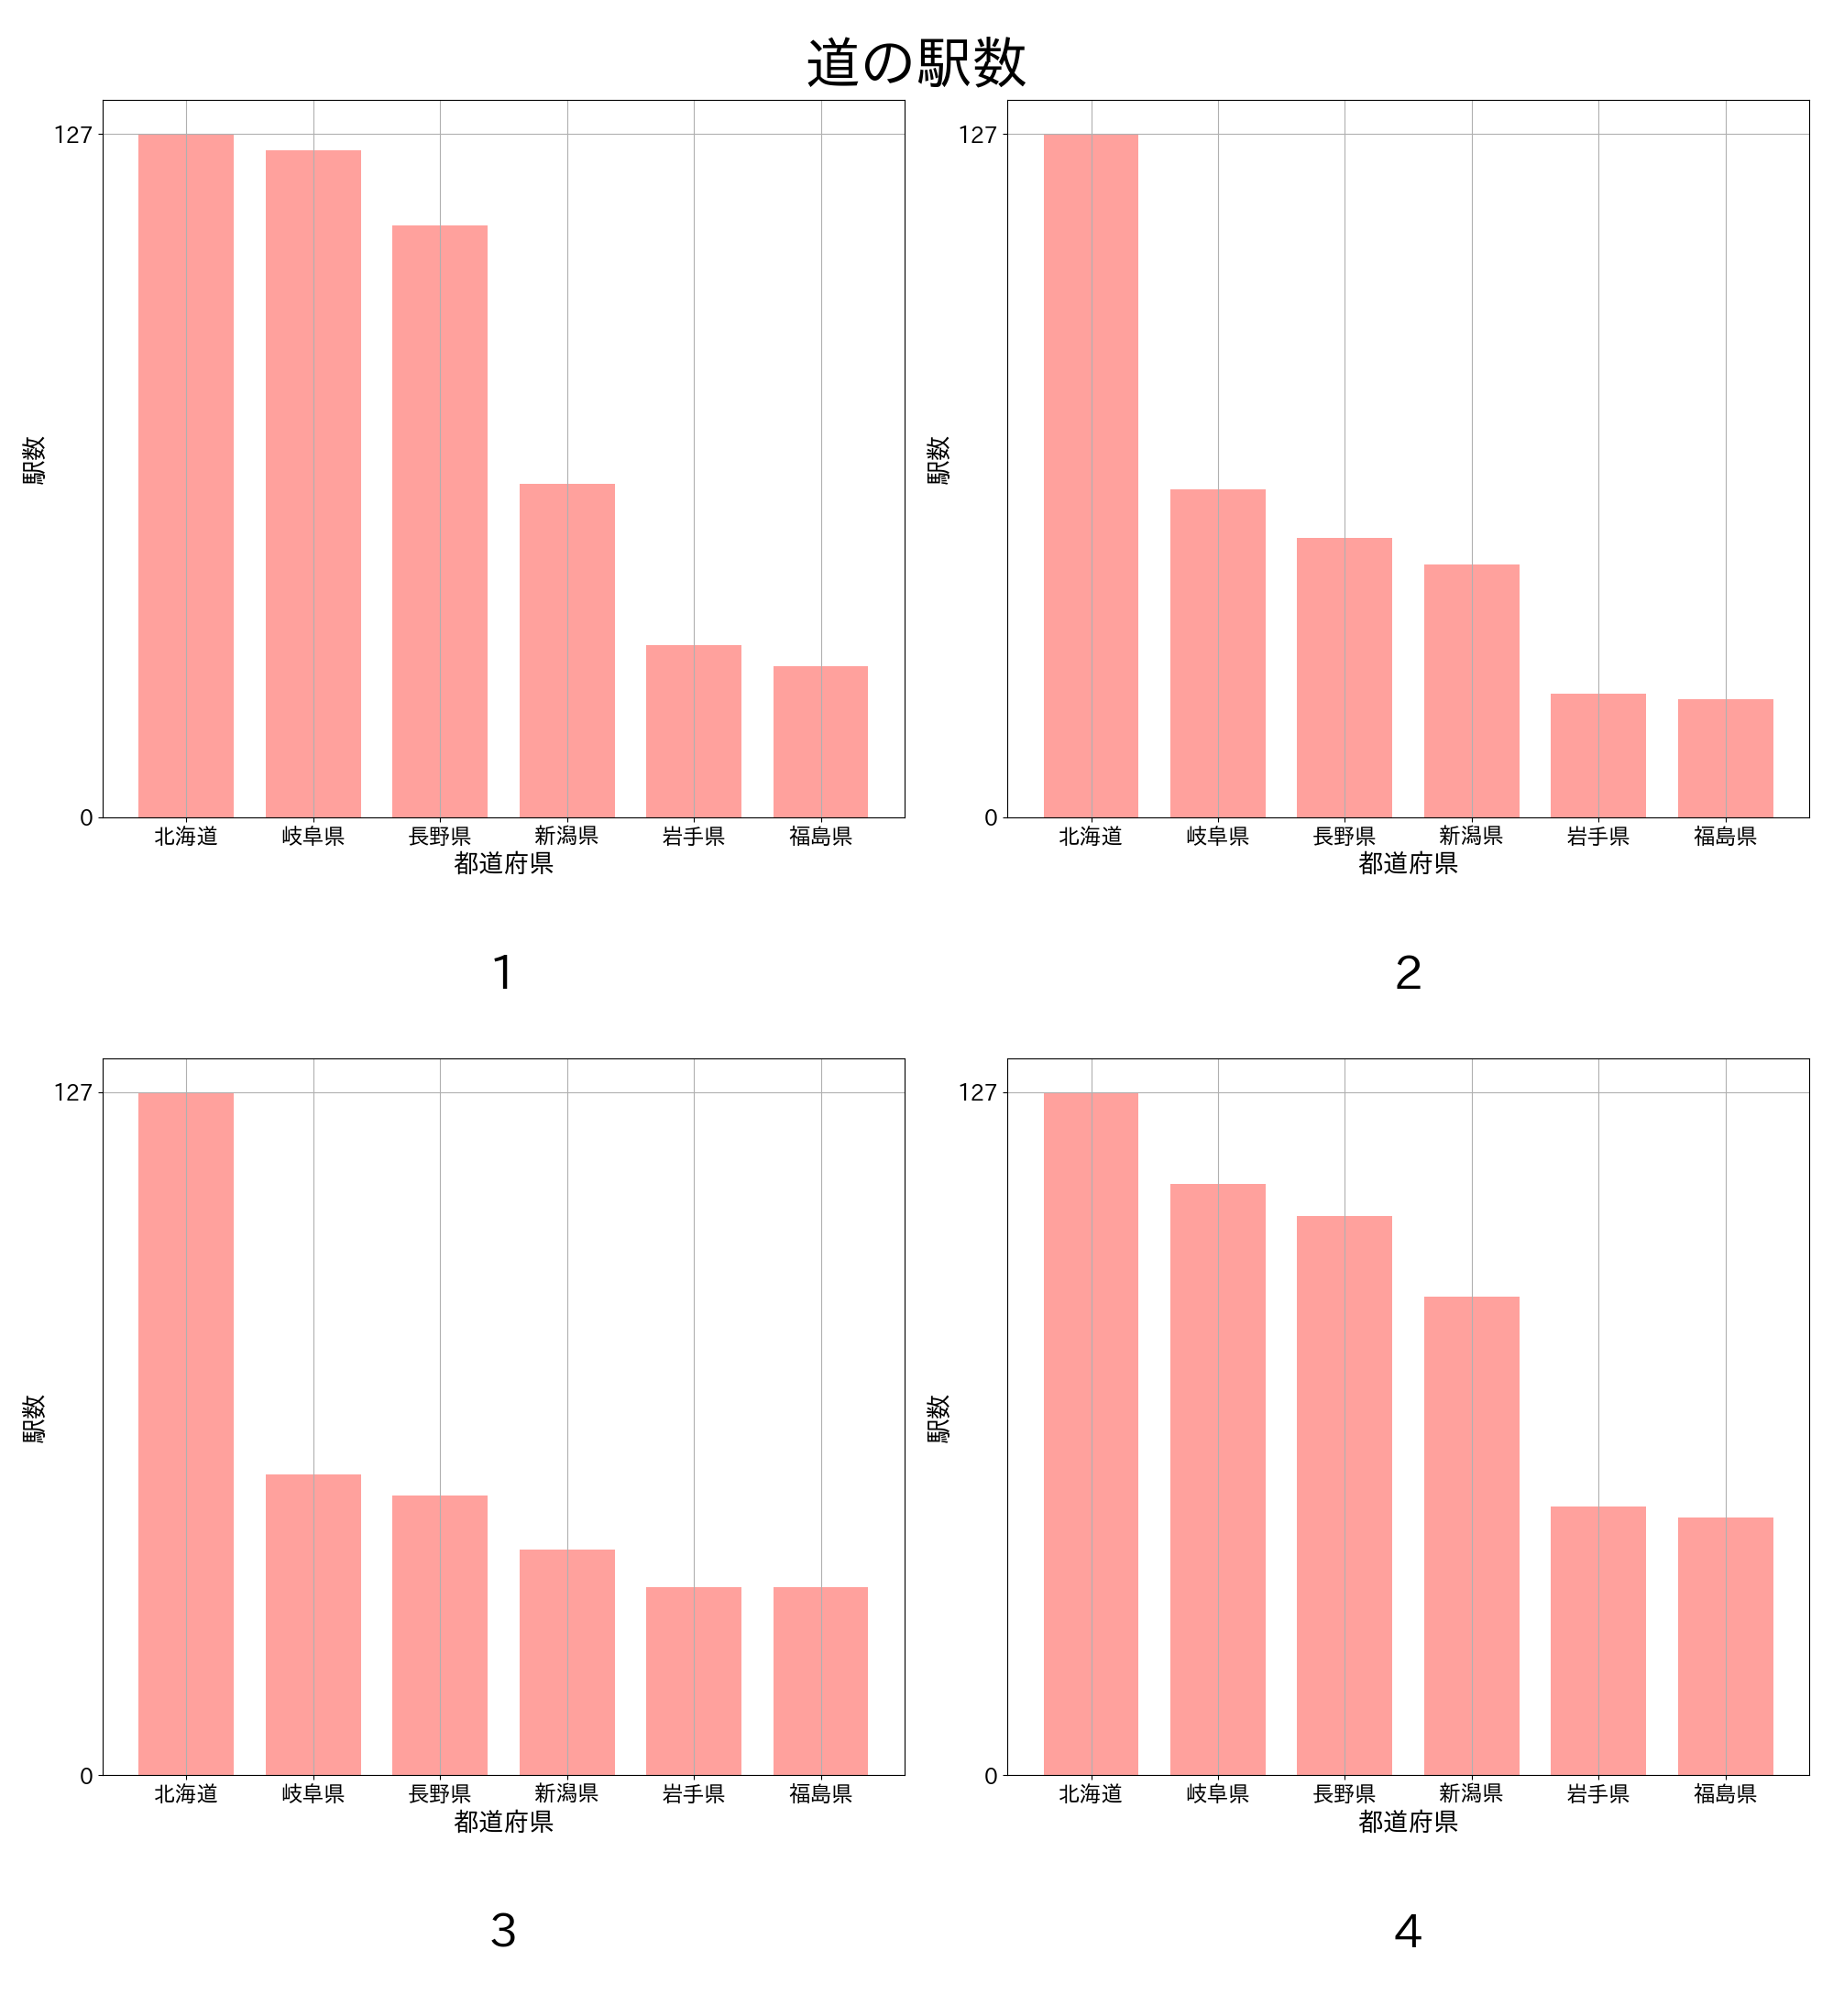 道の駅数
127
0
駅数
北海道 岐阜県 長野県 新潟県 岩手県 福島県
都道府県
1
127
0
駅数
北海道 岐阜県 長野県 新潟県 岩手県 福島県
都道府県
2
127
0
駅数
北海道 岐阜県 長野県 新潟県 岩手県 福島県
都道府県
3
127
0
駅数
北海道 岐阜県 長野県 新潟県 岩手県 福島県
都道府県
4